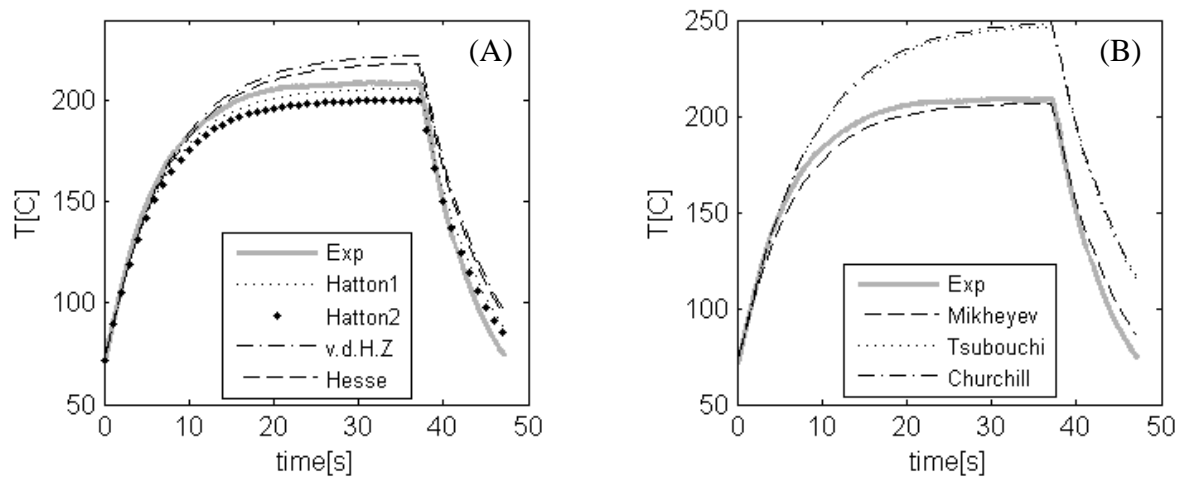 (A)
T[C]
200
150
100
50
0
10
20
30
40
50
time[s]
Exp
Hatton1
Hatton2
v.d.H.Z
Hesse
(B)
T[C]
250
200
150
100
50
0
10
20
30
40
50
time[s]
Exp
Mikheyev
Tsubouchi
Churchill